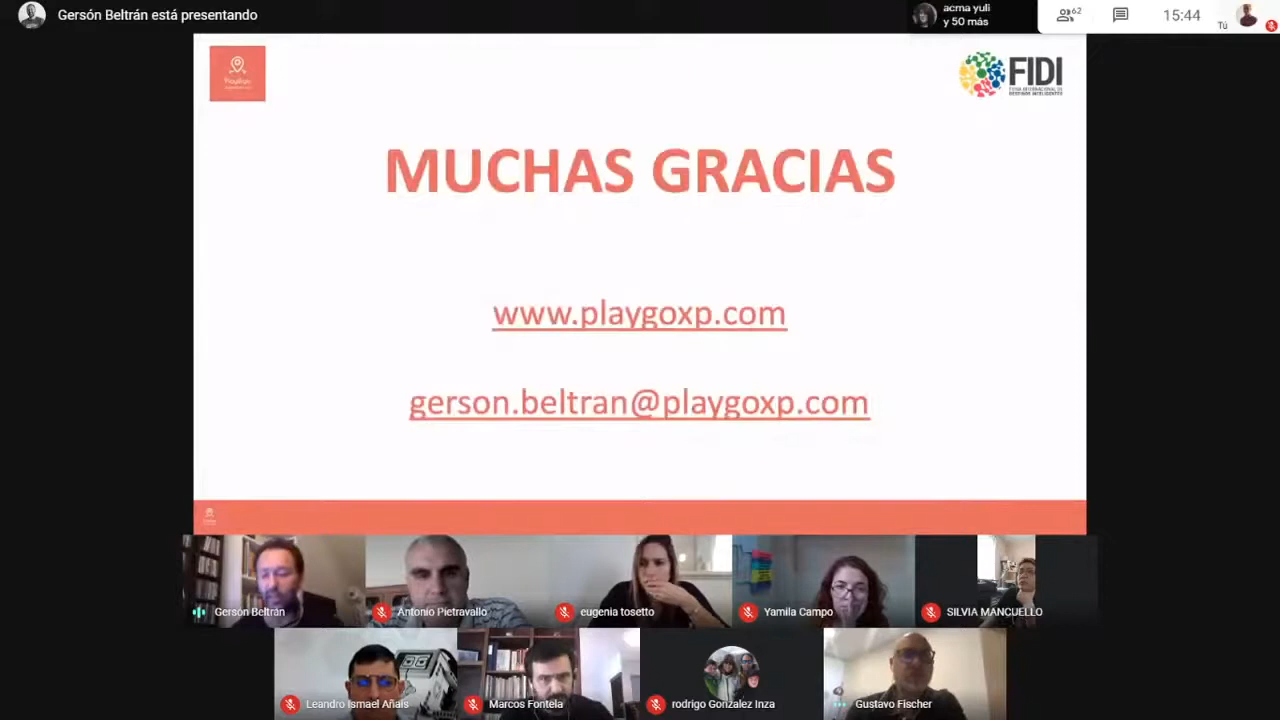 Gersón Beltrán está presentando
acma yuli
y 50 más
62
15:44
Tú
FIDI
MUCHAS GRACIAS
www.playgoxp.com
gerson.beltran@playgoxp.com
Gersón Beltrán
Antonio Pietravallo
eugenia tosetto
Yamila Campo
SILVIA MANCUELLO
Leandro Ismael Añais
Marcos Fontela
rodrigo Gonzalez Inza
Gustavo Fischer